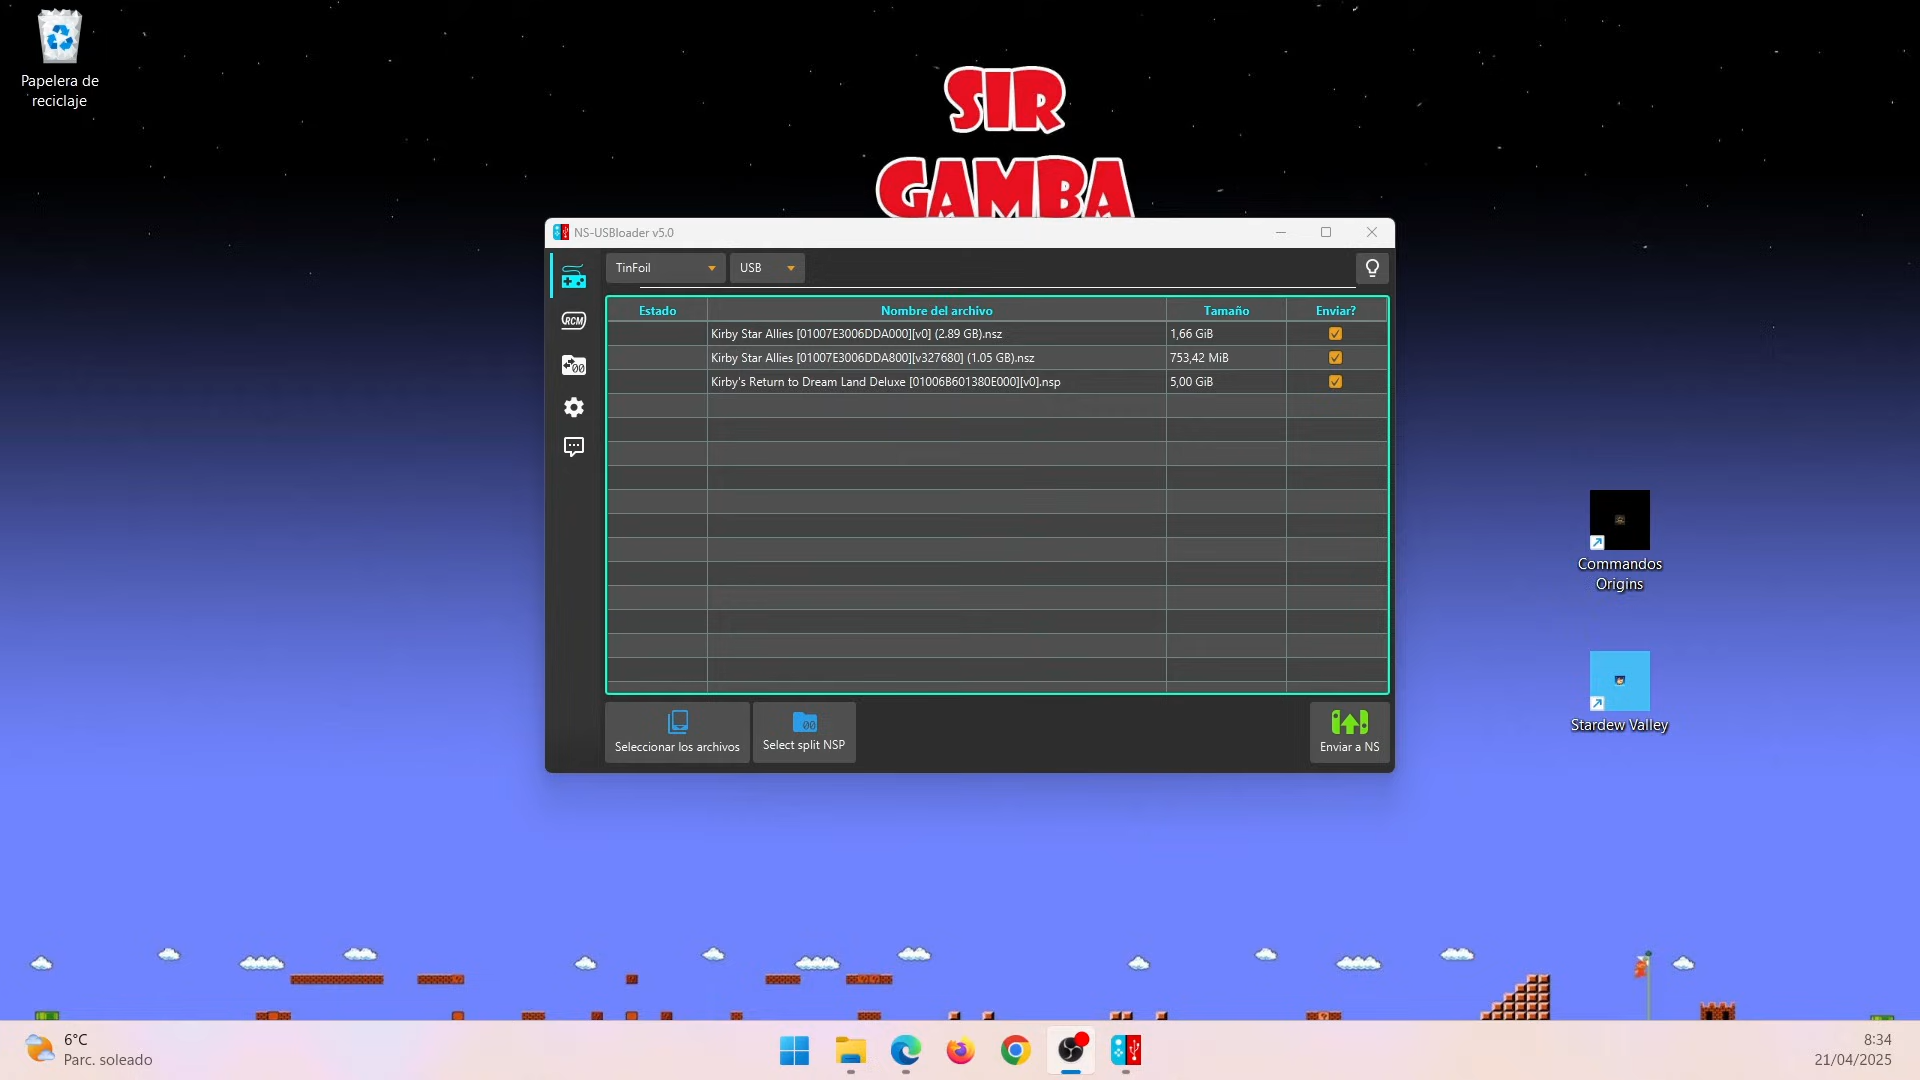 Papelera de
reciclaje
SIR
GAMBA
NS-USBloader v5.0
TinFoil
USB
RCM
00
Estado
Nombre del archivo
Tamaño
Enviar?
Kirby Star Allies [01007E3006DDA000][v0] (2.89 GB).nsz
1,66 GiB
Kirby Star Allies [01007E3006DDA800][v327680] (1.05 GB).nsz
753,42 MiB
Kirby's Return to Dream Land Deluxe [01006B601380E000][v0].nsp
5,00 GiB
00
Seleccionar los archivos
Select split NSP
Enviar a NS
Commandos
Origins
Stardew Valley
6°C
Parc. soleado
8:34
21/04/2025